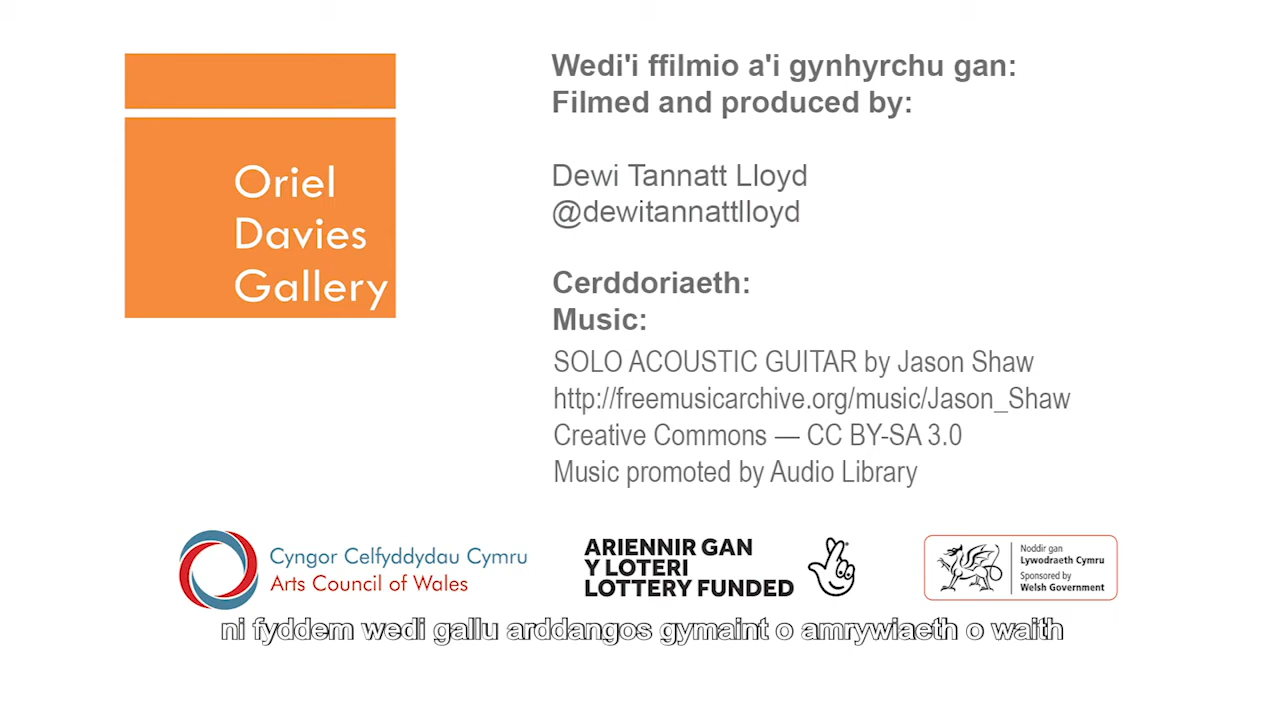 Oriel
Davies
Gallery
Wedi'i ffilmio a'i gynhyrchu gan:
Filmed and produced by:
Dewi Tannatt Lloyd
@dewitannattlloyd
Cerddoriaeth:
Music:
SOLO ACOUSTIC GUITAR by Jason Shaw
http://freemusicarchive.org/music/Jason_Shaw
Creative Commons — CC BY-SA 3.0
Music promoted by Audio Library
Cyngor Celfyddydau Cymru
Arts Council of Wales
ARIENNIR GAN
Y LOTERI
LOTTERY FUNDED
Noddir gan
Lywodraeth Cymru
Sponsored by
Welsh Government
ni fyddem wedi gallu arddangos gymaint o amrywiaeth o waith